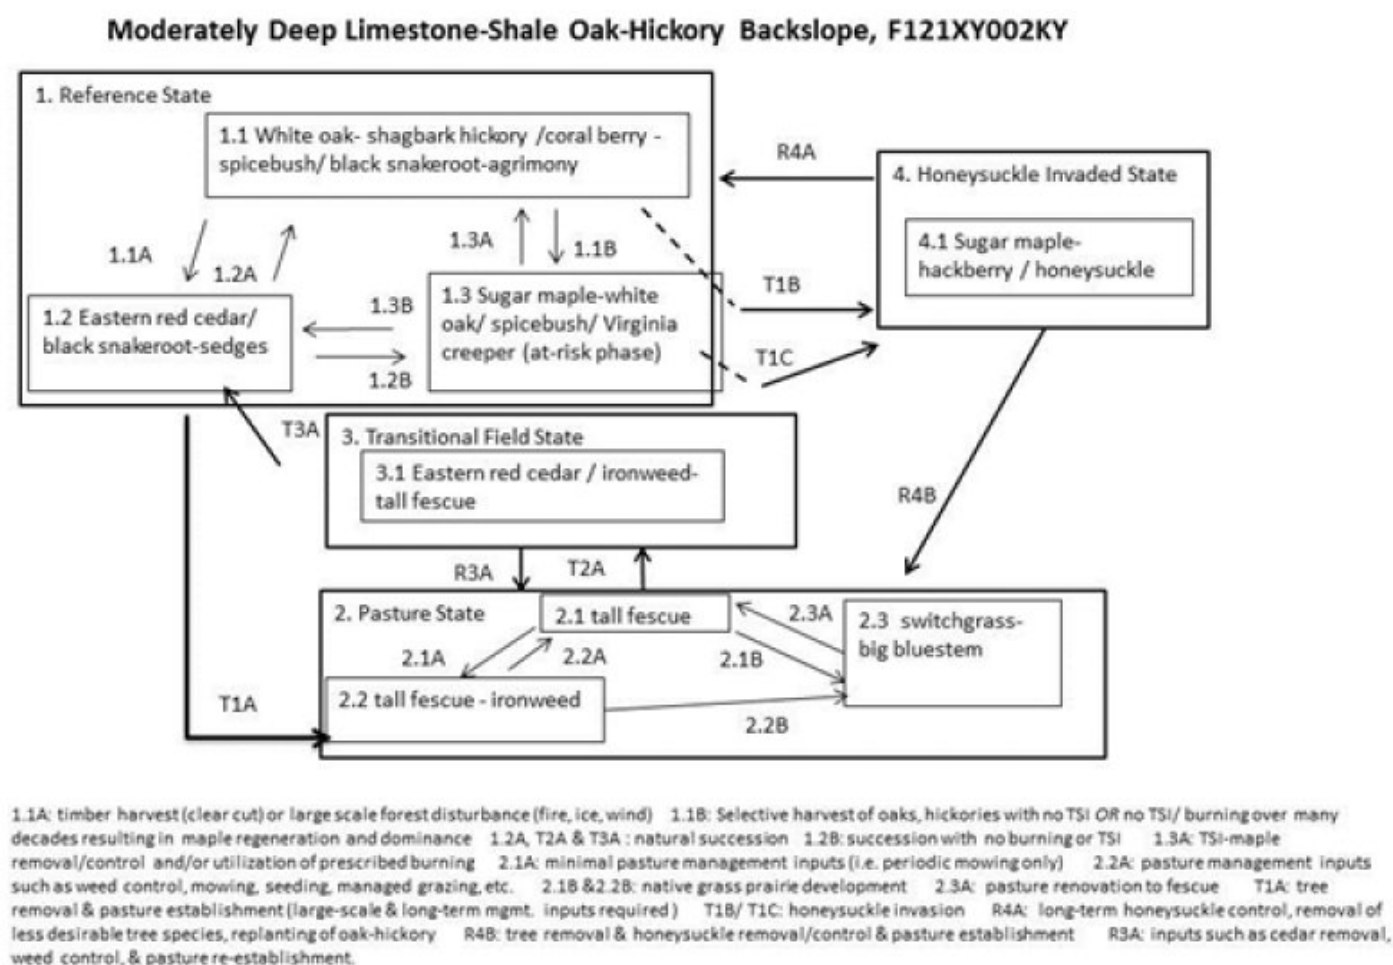 Moderately Deep Limestone-Shale Oak-Hickory Backslope, F121XY002KY
1. Reference State
1.1 White oak- shagbark hickory /coral berry -
spicebush/ black snakeroot-agrimony
R4A
4. Honeysuckle Invaded State
4.1 Sugar maple-
hackberry / honeysuckle
1.1A
1.2A
1.3A
1.1B
1.2 Eastern red cedar/
black snakeroot-sedges
1.3B
1.2B
1.3 Sugar maple-white
oak/ spicebush/ Virginia
creeper (at-risk phase)
T1B
T1C
T3A
3. Transitional Field State
3.1 Eastern red cedar / ironweed-
tall fescue
R4B
R3A
T2A
2. Pasture State
2.1 tall fescue
2.3A
2.3 switchgrass-
big bluestem
2.1A
2.2A
2.1B
2.2 tall fescue - ironweed
T1A
2.2B
1.1A: timber harvest (clear cut) or large scale forest disturbance (fire, ice, wind) 1.1B: Selective harvest of oaks, hickories with no TSI OR no TSI/ burning over many
decades resulting in maple regeneration and dominance 1.2A, T2A & T3A : natural succession 1.2B: succession with no burning or TSI 1.3A: TSI-maple
removal/control and/or utilization of prescribed burning 2.1A: minimal pasture management inputs (i.e. periodic mowing only) 2.2A: pasture management inputs
such as weed control, mowing, seeding, managed grazing, etc. 2.1B &2.2B: native grass prairie development 2.3A: pasture renovation to fescue T1A: tree
removal & pasture establishment (large-scale & long-term mgmt. inputs required ) T1B/ T1C: honeysuckle invasion R4A: long-term honeysuckle control, removal of
less desirable tree species, replanting of oak-hickory R4B: tree removal & honeysuckle removal/control & pasture establishment R3A: inputs such as cedar removal,
weed control, & pasture re-establishment.